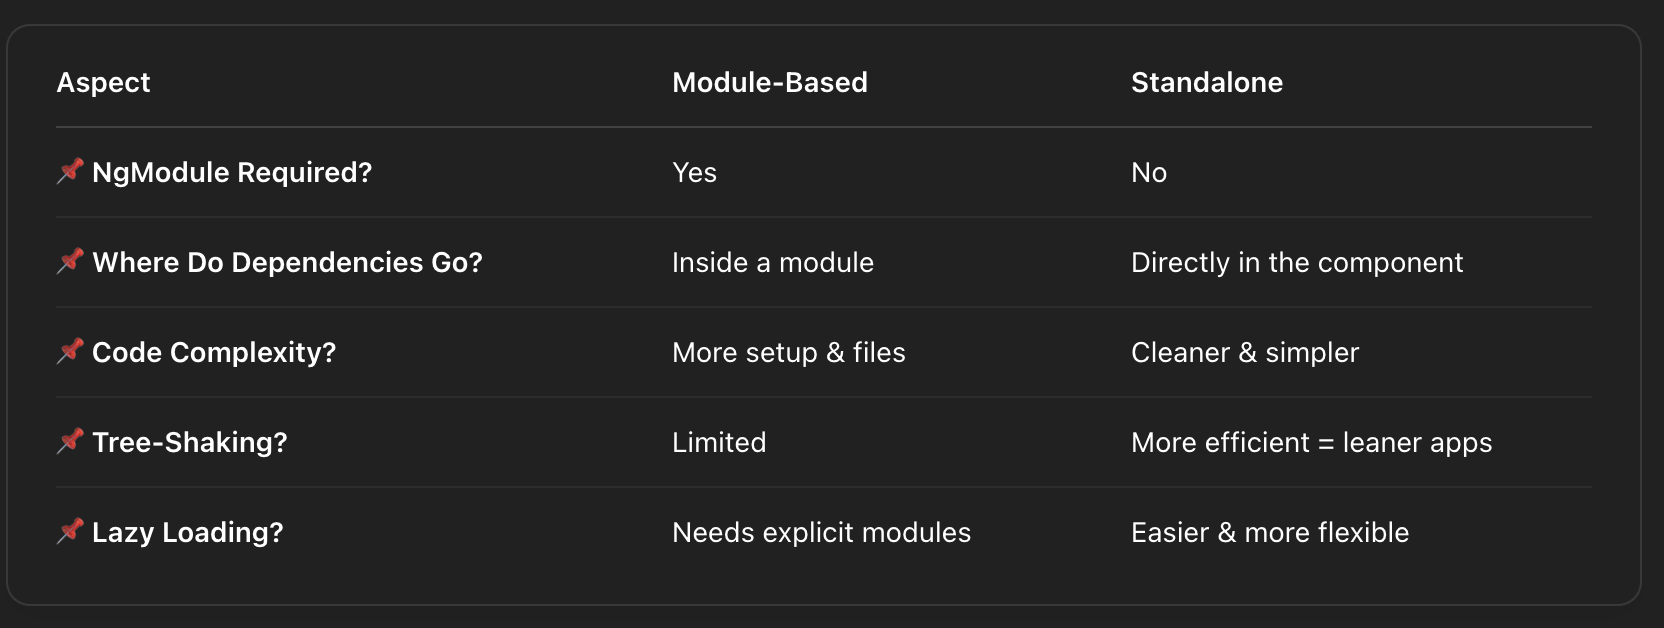 Aspect Module-Based Standalone
📌 NgModule Required? Yes No
📌 Where Do Dependencies Go? Inside a module Directly in the component
📌 Code Complexity? More setup & files Cleaner & simpler
📌 Tree-Shaking? Limited More efficient = leaner apps
📌 Lazy Loading? Needs explicit modules Easier & more flexible